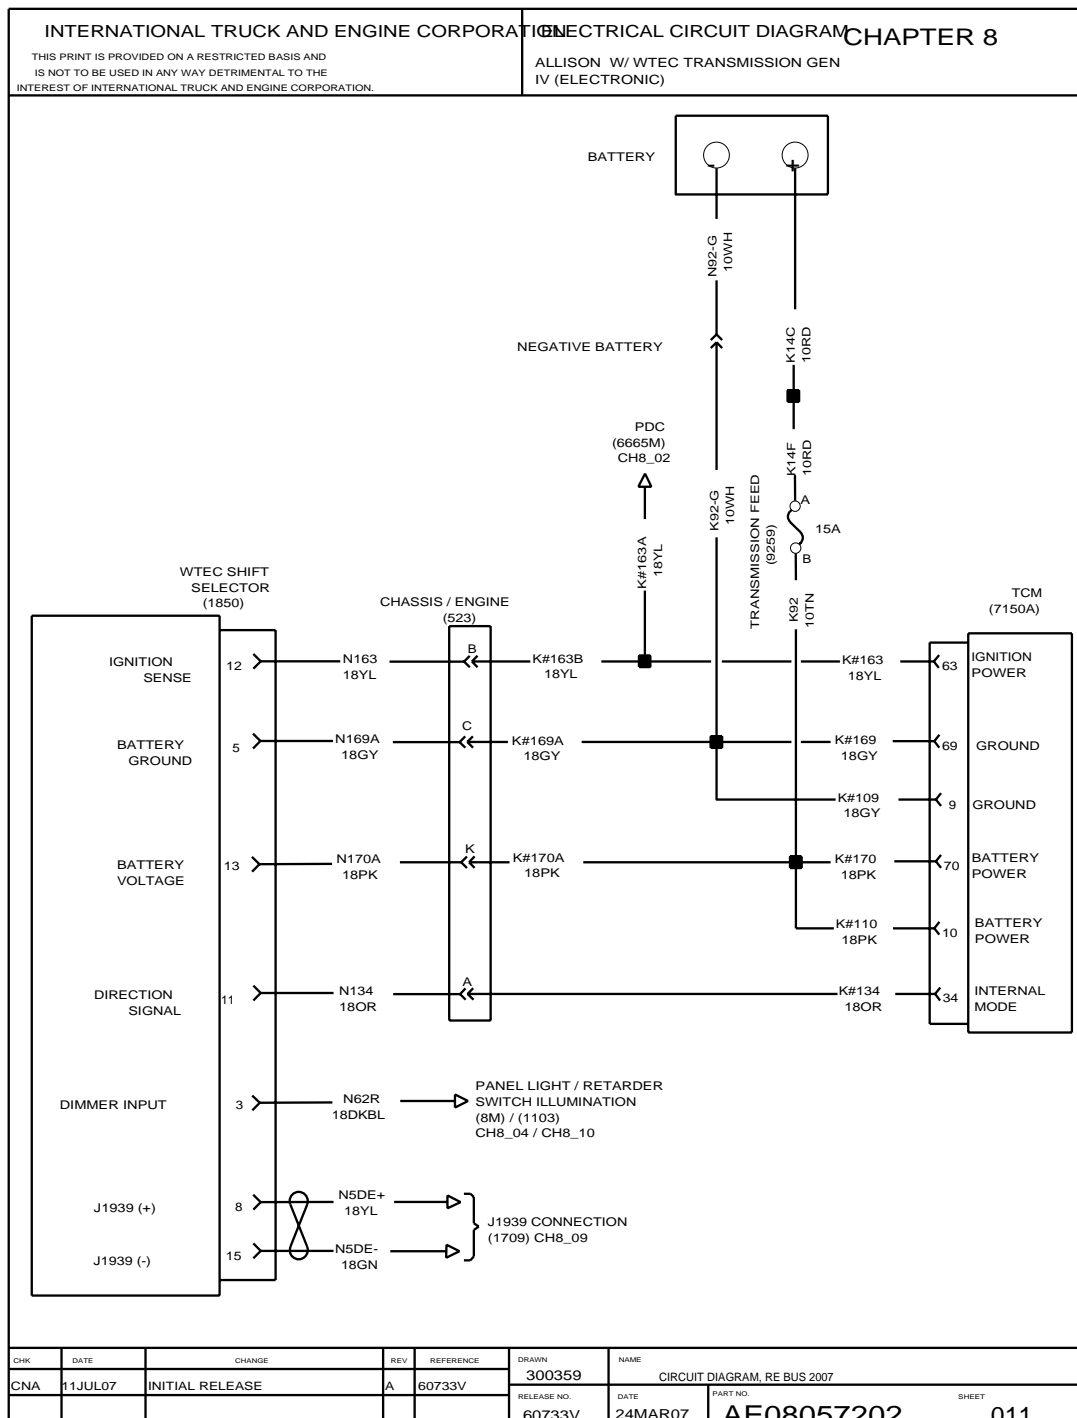 INTERNATIONAL TRUCK AND ENGINE CORPORATION
THIS PRINT IS PROVIDED ON A RESTRICTED BASIS AND
IS NOT TO BE USED IN ANY WAY DETRIMENTAL TO THE
INTEREST OF INTERNATIONAL TRUCK AND ENGINE CORPORATION.
ELECTRICAL CIRCUIT DIAGRAM
CHAPTER 8
ALLISON W/ WTEC TRANSMISSION GEN
IV (ELECTRONIC)
BATTERY
- +
N92-G
10WH
NEGATIVE BATTERY
K14C
10RD
PDC
(6665M)
CH8_02
K14F
10RD
K92-G
10WH
TRANSMISSION FEED
(9259)
A
15A
B
K#163A
18YL
K92
10TN
WTEC SHIFT
SELECTOR
(1850)
CHASSIS / ENGINE
(523)
TCM
(7150A)
IGNITION
SENSE
12
N163
18YL
B
K#163B
18YL
K#163
18YL
63
IGNITION
POWER
BATTERY
GROUND
5
N169A
18GY
C
K#169A
18GY
K#169
18GY
69
GROUND
K#109
18GY
9
GROUND
BATTERY
VOLTAGE
13
N170A
18PK
K
K#170A
18PK
K#170
18PK
70
BATTERY
POWER
K#110
18PK
10
BATTERY
POWER
DIRECTION
SIGNAL
11
N134
18OR
A
K#134
18OR
34
INTERNAL
MODE
DIMMER INPUT
3
N62R
18DKBL
PANEL LIGHT / RETARDER
SWITCH ILLUMINATION
(8M) / (1103)
CH8_04 / CH8_10
J1939 (+)
8
N5DE+
18YL
J1939 CONNECTION
(1709) CH8_09
J1939 (-)
15
N5DE-
18GN
CHK DATE CHANGE REV REFERENCE
CNA 11JUL07 INITIAL RELEASE A 60733V
DRAWN
300359
NAME
CIRCUIT DIAGRAM, RE BUS 2007
RELEASE NO.
60733V
DATE
24MAR07
PART NO.
AE08057202
SHEET
011